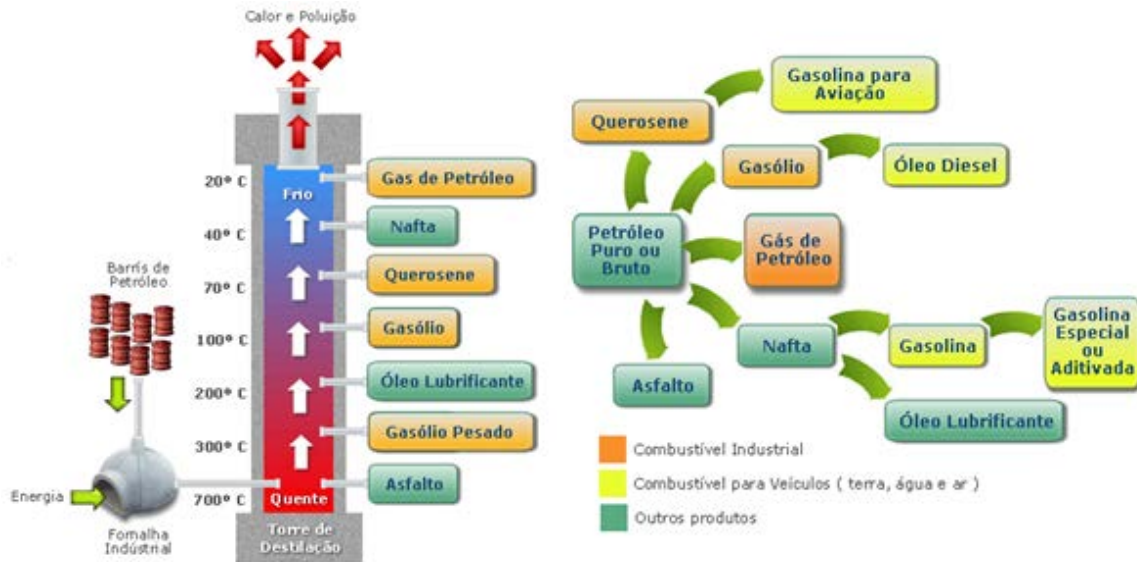 Calor e Poluição
20° C
Frio
Gas de Petróleo
40° C
Nafta
70° C
Querosene
100° C
Gasólio
200° C
Óleo Lubrificante
300° C
Gasólio Pesado
700° C
Quente
Asfalto
Torre de
Destilação
Barrís de
Petróleo
Energia
Fornalha
Indústrial
Gasolina para
Aviação
Querosene
Gasólio
Óleo Diesel
Petróleo
Puro ou
Bruto
Gás de
Petróleo
Asfalto
Nafta
Gasolina
Gasolina
Especial
ou
Aditivada
Óleo Lubrificante
Combustível Industrial
Combustível para Veículos ( terra, água e ar )
Outros produtos